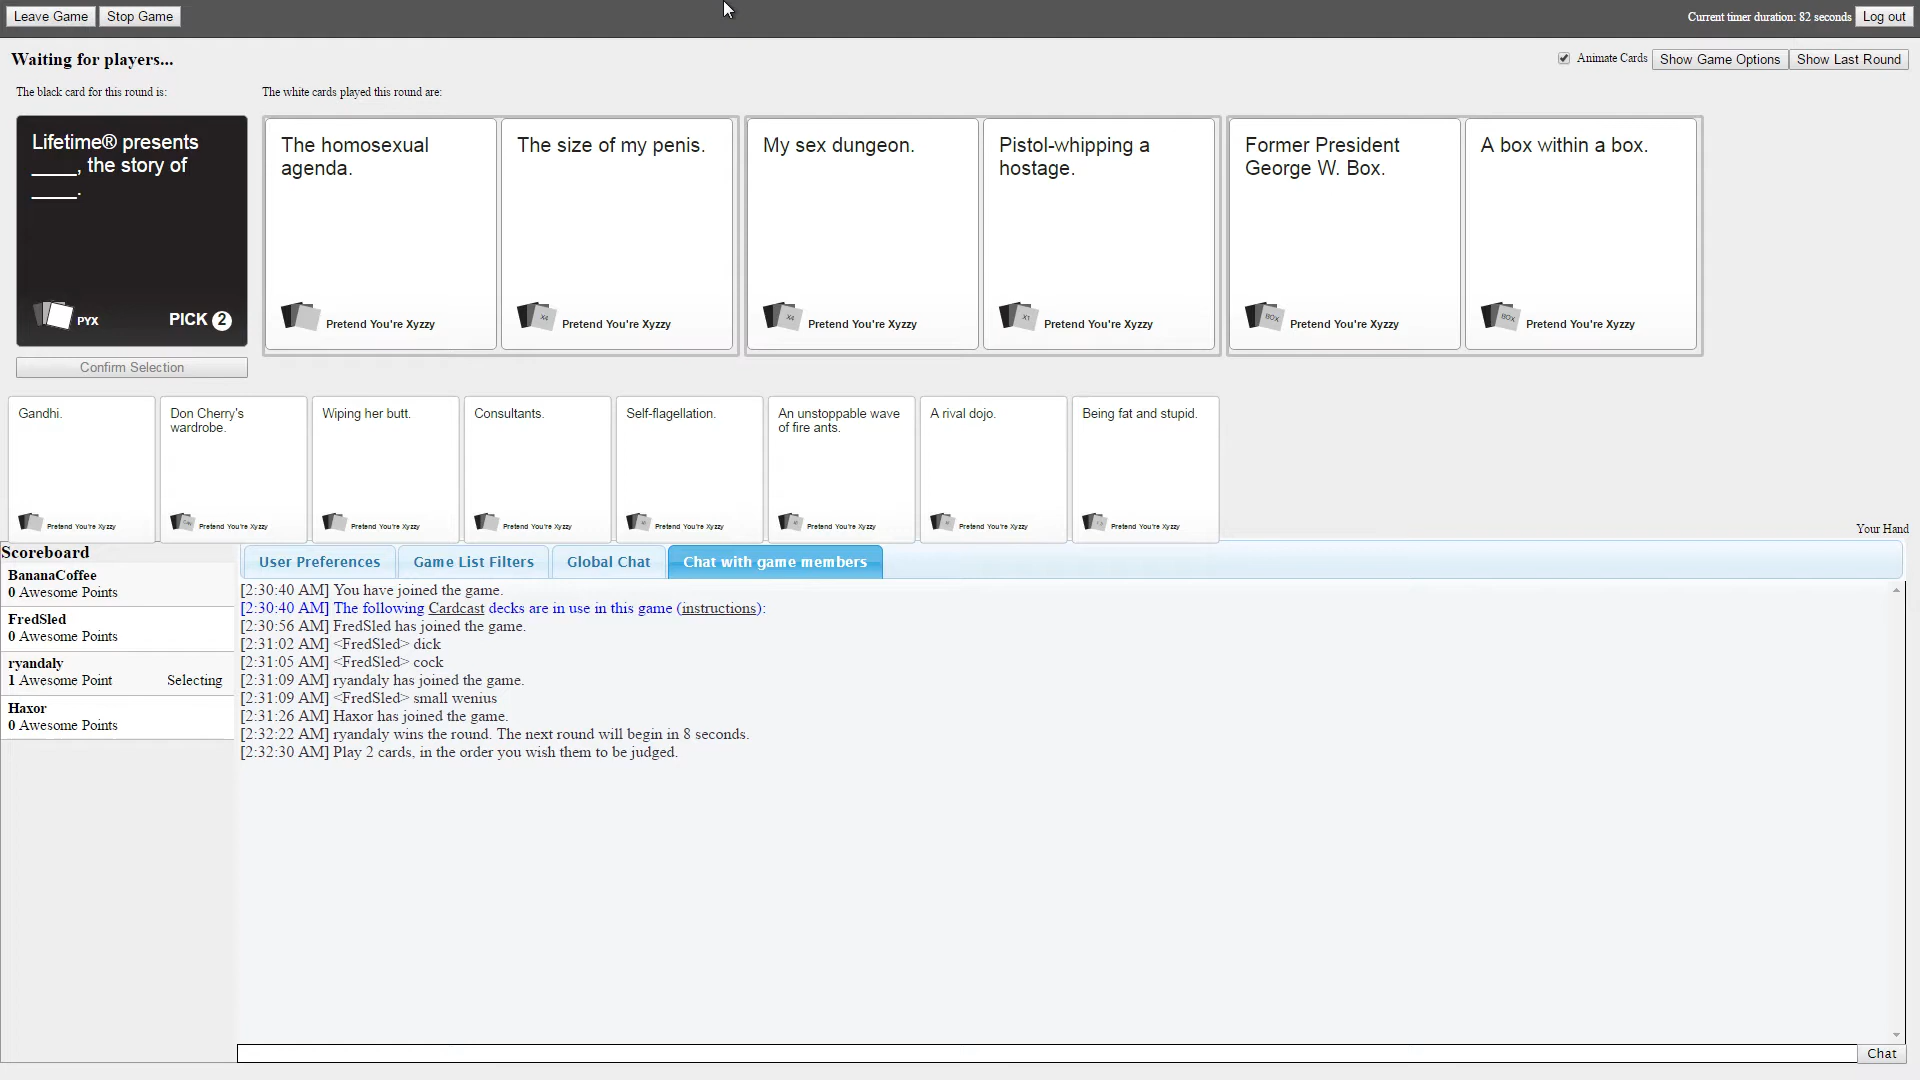 Leave Game Stop Game
Current timer duration: 82 seconds Log out
Waiting for players...
Animate Cards Show Game Options Show Last Round
The black card for this round is:
The white cards played this round are:
Lifetime® presents
____, the story of
____.
PYX PICK 2
The homosexual
agenda.
Pretend You're Xyzzy
The size of my penis.
X4 Pretend You're Xyzzy
My sex dungeon.
X4 Pretend You're Xyzzy
Pistol-whipping a
hostage.
X1 Pretend You're Xyzzy
Former President
George W. Box.
BOX Pretend You're Xyzzy
A box within a box.
BOX Pretend You're Xyzzy
Confirm Selection
Gandhi.
Pretend You're Xyzzy
Don Cherry's
wardrobe.
Pretend You're Xyzzy
Wiping her butt.
Pretend You're Xyzzy
Consultants.
Pretend You're Xyzzy
Self-flagellation.
Pretend You're Xyzzy
An unstoppable wave
of fire ants.
Pretend You're Xyzzy
A rival dojo.
Pretend You're Xyzzy
Being fat and stupid.
Pretend You're Xyzzy
Your Hand
Scoreboard
BananaCoffee
0 Awesome Points
FredSled
0 Awesome Points
ryandaly
1 Awesome Point Selecting
Haxor
0 Awesome Points
User Preferences Game List Filters Global Chat Chat with game members
[2:30:40 AM] You have joined the game.
[2:30:40 AM] The following Cardcast decks are in use in this game (instructions):
[2:30:56 AM] FredSled has joined the game.
[2:31:02 AM] <FredSled> dick
[2:31:05 AM] <FredSled> cock
[2:31:09 AM] ryandaly has joined the game.
[2:31:09 AM] <FredSled> small wenius
[2:31:26 AM] Haxor has joined the game.
[2:32:22 AM] ryandaly wins the round. The next round will begin in 8 seconds.
[2:32:30 AM] Play 2 cards, in the order you wish them to be judged.
Chat